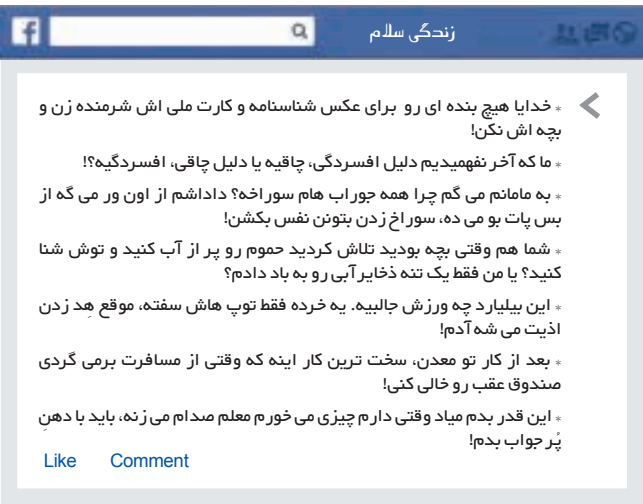 f
زندگی سلام
* خدایا هیچ بنده ای رو برای عکس شناسنامه و کارت ملی اش شرمنده زن و
بچه اش نکن!
* ما که آخر نفهمیدیم دلیل افسردگی، چاقیه یا دلیل چاقی، افسردگیه؟!
* به مامانم می گم چرا همه جوراب هام سوراخه؟ داداشم از اون ور می گه از
بس پات بو می ده، سوراخ زدن بتونن نفس بکشن!
* شما هم وقتی بچه بودید تلاش کردید حموم رو پر از آب کنید و توش شنا
کنید؟ یا من فقط یک تنه ذخایرآبی رو به باد دادم؟
* این بیلیارد چه ورزش جالبیه. یه خرده فقط توپ هاش سفته، موقع هِد زدن
اذیت می شه آدم!
* بعد از کار تو معدن، سخت ترین کار اینه که وقتی از مسافرت برمی گردی
صندوق عقب رو خالی کنی!
* این قدر بدم میاد وقتی دارم چیزی می خورم معلم صدام می زنه، باید با دهنِ
پُر جواب بدم!
Like Comment